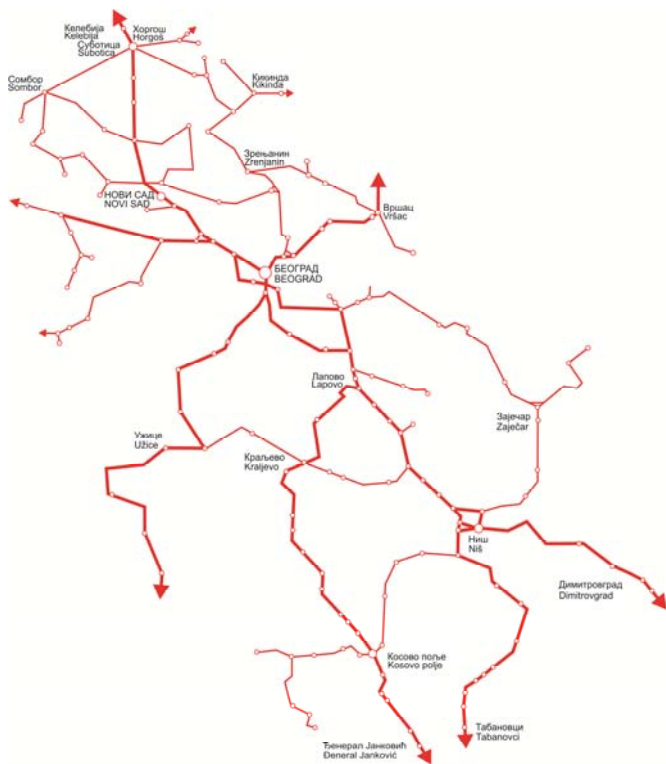 Келебија
Kelebija
Хоргош
Horgoš
Суботица
Subotica
Сомбор
Sombor
Кикинда
Kikinda
Зрењанин
Zrenjanin
НОВИ САД
NOVI SAD
Вршац
Vršac
БЕОГРАД
BEOGRAD
Лапово
Lapovo
Зајечар
Zaječar
Ужице
Užice
Краљево
Kraljevo
Ниш
Niš
Димитровград
Dimitrovgrad
Косово поље
Kosovo polje
Табановци
Tabanovci
Ђенерал Јанковић
Đeneral Janković